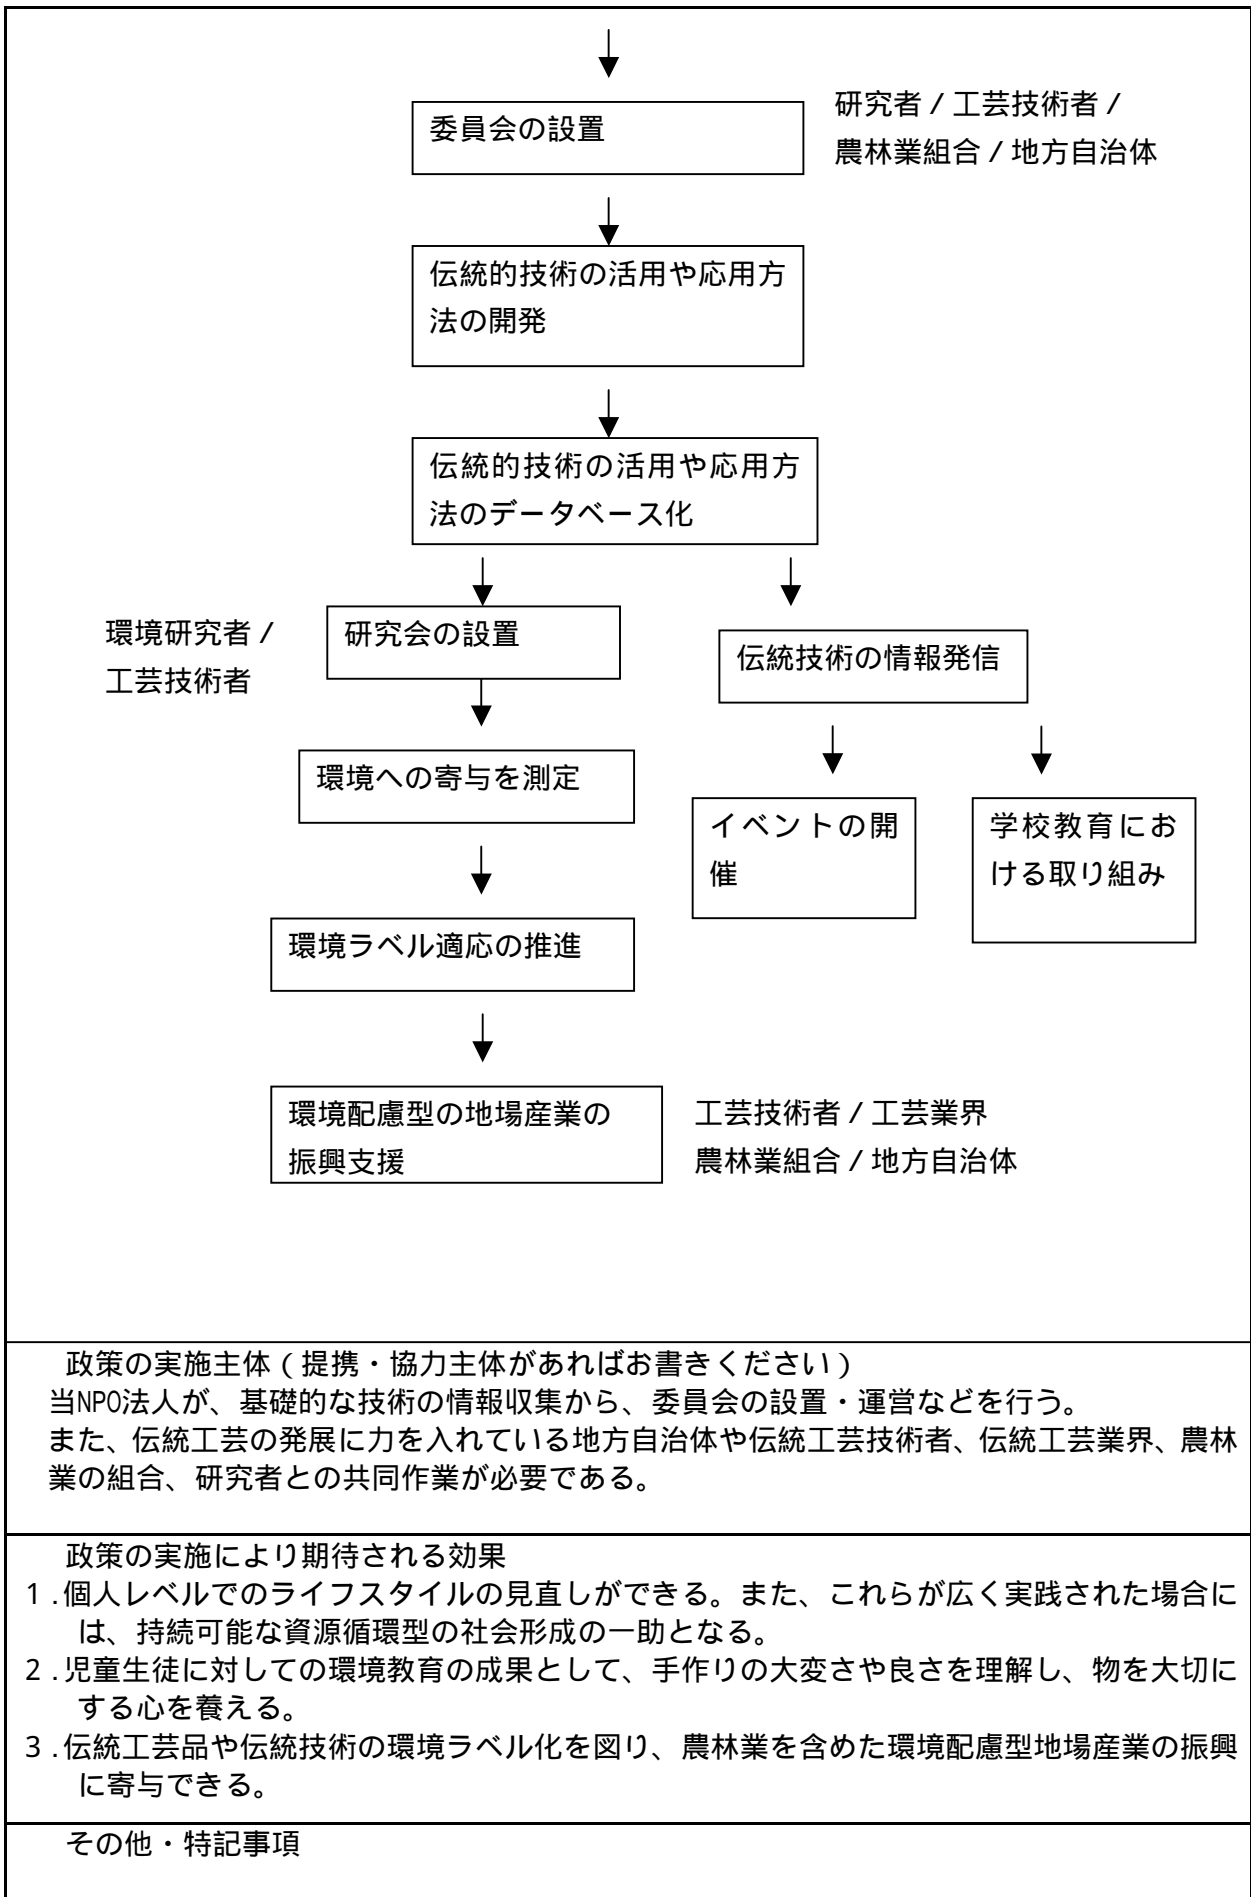 委員会の設置
研究者／工芸技術者／
農林業組合／地方自治体
伝統的技術の活用や応用方
法の開発
伝統的技術の活用や応用方
法のデータベース化
環境研究者／
工芸技術者
研究会の設置
伝統技術の情報発信
環境への寄与を測定
イベントの開
催
学校教育にお
ける取り組み
環境ラベル適応の推進
環境配慮型の地場産業の
振興支援
工芸技術者／工芸業界
農林業組合／地方自治体
政策の実施主体（提携・協力主体があればお書きください）
当NPO法人が、基礎的な技術の情報収集から、委員会の設置・運営などを行う。
また、伝統工芸の発展に力を入れている地方自治体や伝統工芸技術者、伝統工芸業界、農林
業の組合、研究者との共同作業が必要である。
政策の実施により期待される効果
１.個人レベルでのライフスタイルの見直しができる。また、これらが広く実践された場合に
は、持続可能な資源循環型の社会形成の一助となる。
２.児童生徒に対しての環境教育の成果として、手作りの大変さや良さを理解し、物を大切に
する心を養える。
３.伝統工芸品や伝統技術の環境ラベル化を図り、農林業を含めた環境配慮型地場産業の振興
に寄与できる。
その他・特記事項